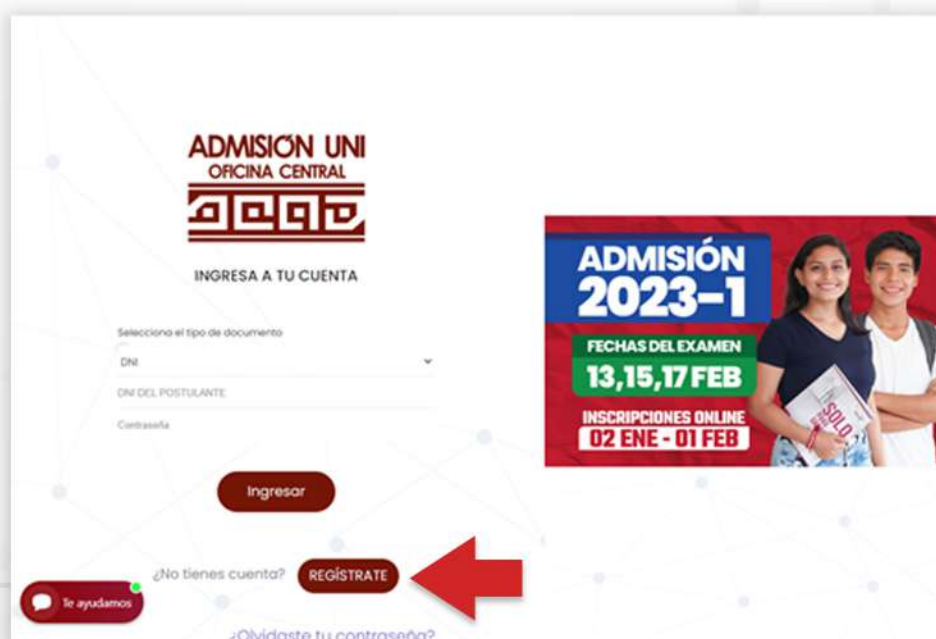 ADMISIÓN UNI
OFICINA CENTRAL
INGRESA A TU CUENTA
Selecciona el tipo de documento
DNI
DNI DEL POSTULANTE
Contraseña
Ingresar
¿No tienes cuenta? REGÍSTRATE
Te ayudamos
¿Olvidaste tu contraseña?
ADMISIÓN
2023-1
FECHAS DEL EXAMEN
13,15,17 FEB
INSCRIPCIONES ONLINE
02 ENE - 01 FEB
SOLO